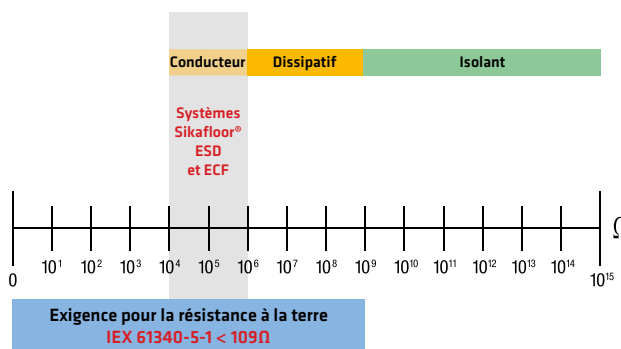 Conducteur Dissipatif Isolant
Systèmes
Sikafloor®
ESD
et ECF
Ω
0 10¹ 10² 10³ 10⁴ 10⁵ 10⁶ 10⁷ 10⁸ 10⁹ 10¹⁰ 10¹¹ 10¹² 10¹³ 10¹⁴ 10¹⁵
Exigence pour la résistance à la terre
IEX 61340-5-1 < 109Ω